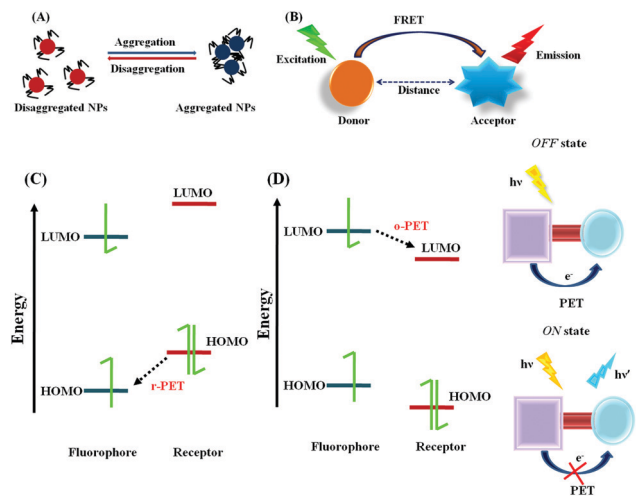 (A)
Aggregation
Disaggregation
Disaggregated NPs
Aggregated NPs
(B)
FRET
Excitation
Emission
Distance
Donor
Acceptor
(C)
Energy
LUMO
LUMO
HOMO
HOMO
r-PET
Fluorophore
Receptor
(D)
Energy
LUMO
o-PET
LUMO
HOMO
HOMO
Fluorophore
Receptor
OFF state
hν
e-
PET
ON state
hν
hν'
e-
PET